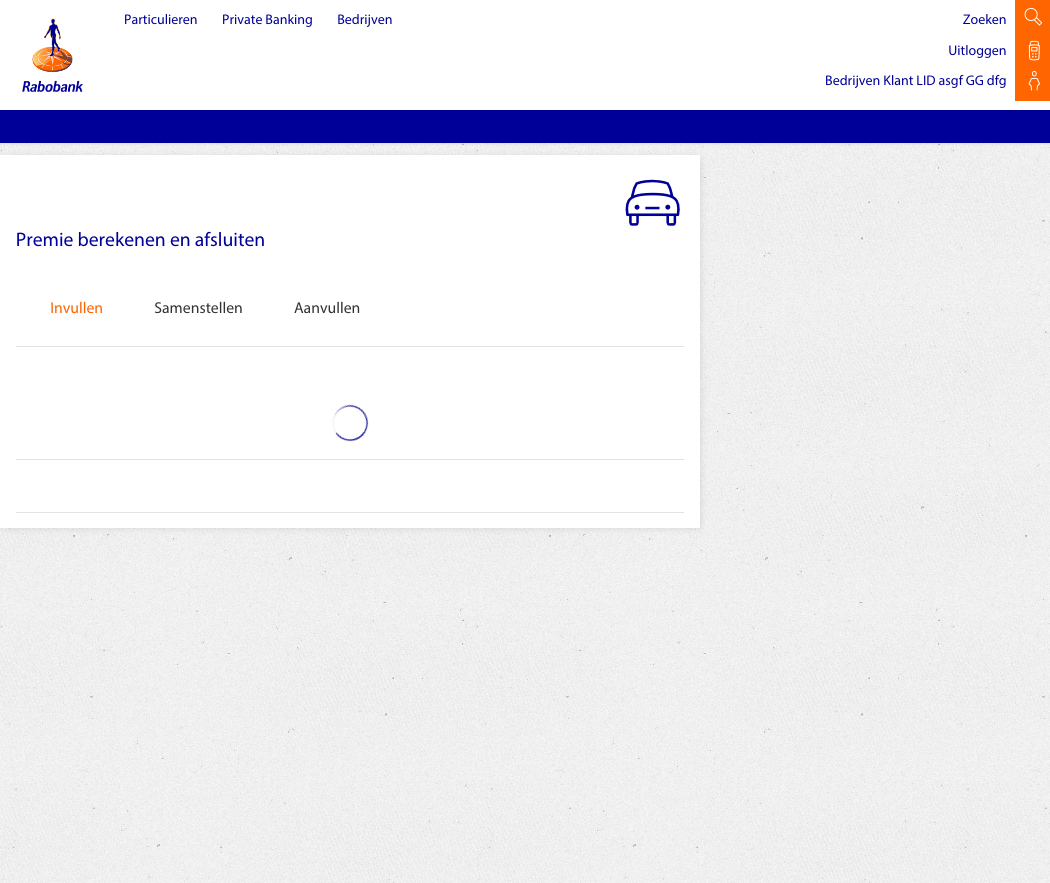 Particulieren Private Banking Bedrijven
Zoeken
Uitloggen
Bedrijven Klant LID asgf GG dfg
Rabobank
Premie berekenen en afsluiten
Invullen Samenstellen Aanvullen